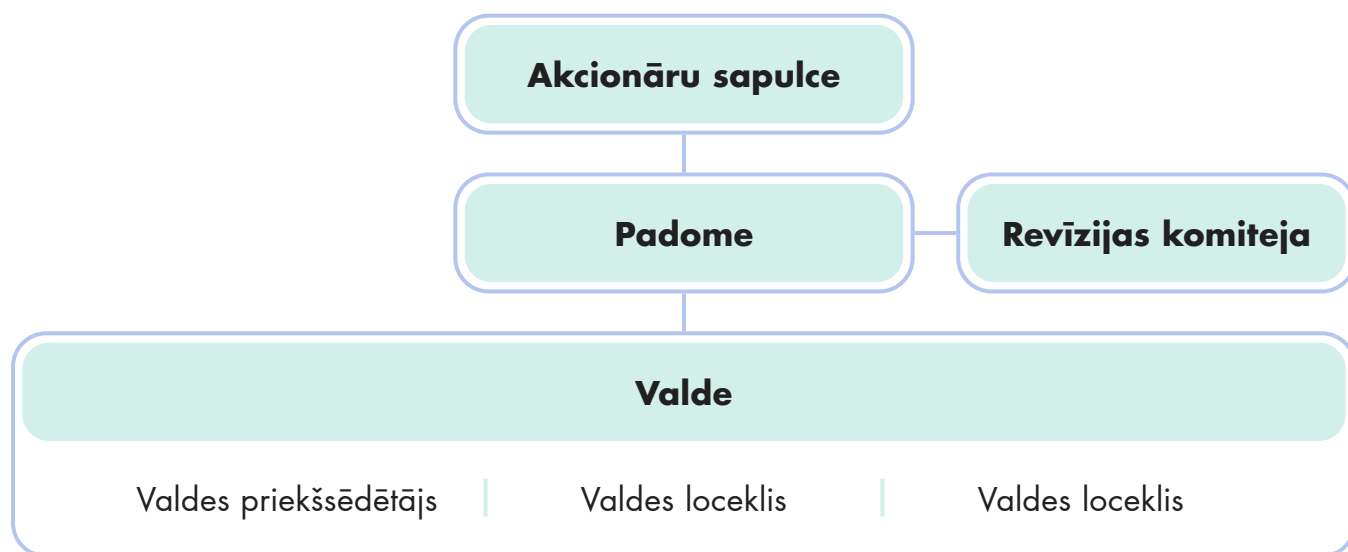 Akcionāru sapulce
Padome
Revīzijas komiteja
Valde
Valdes priekšsēdētājs
Valdes loceklis
Valdes loceklis